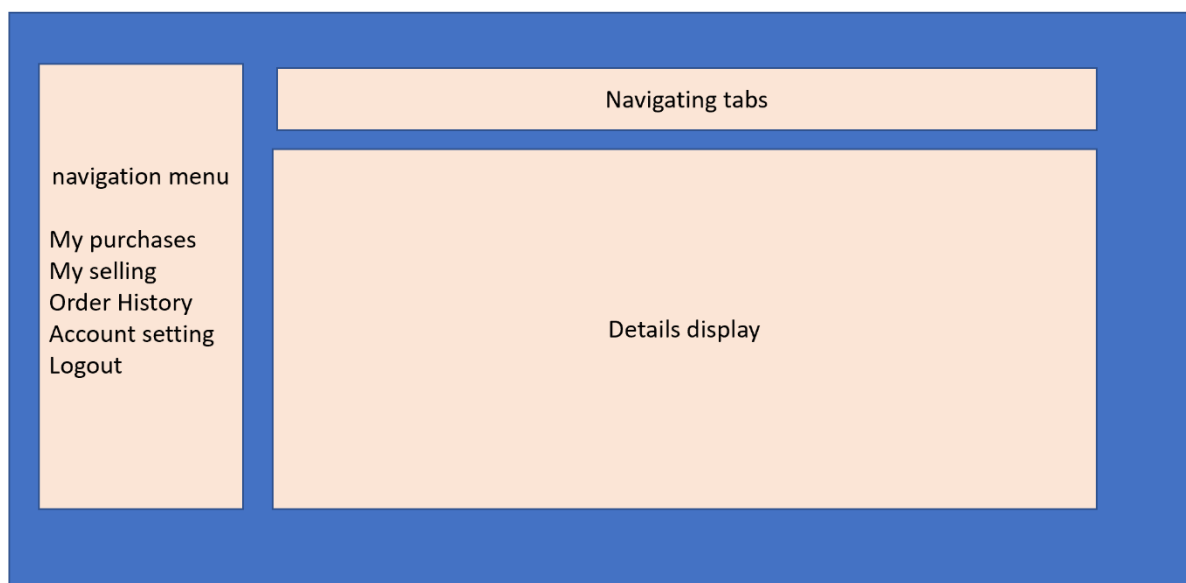 navigation menu
My purchases
My selling
Order History
Account setting
Logout
Navigating tabs
Details display